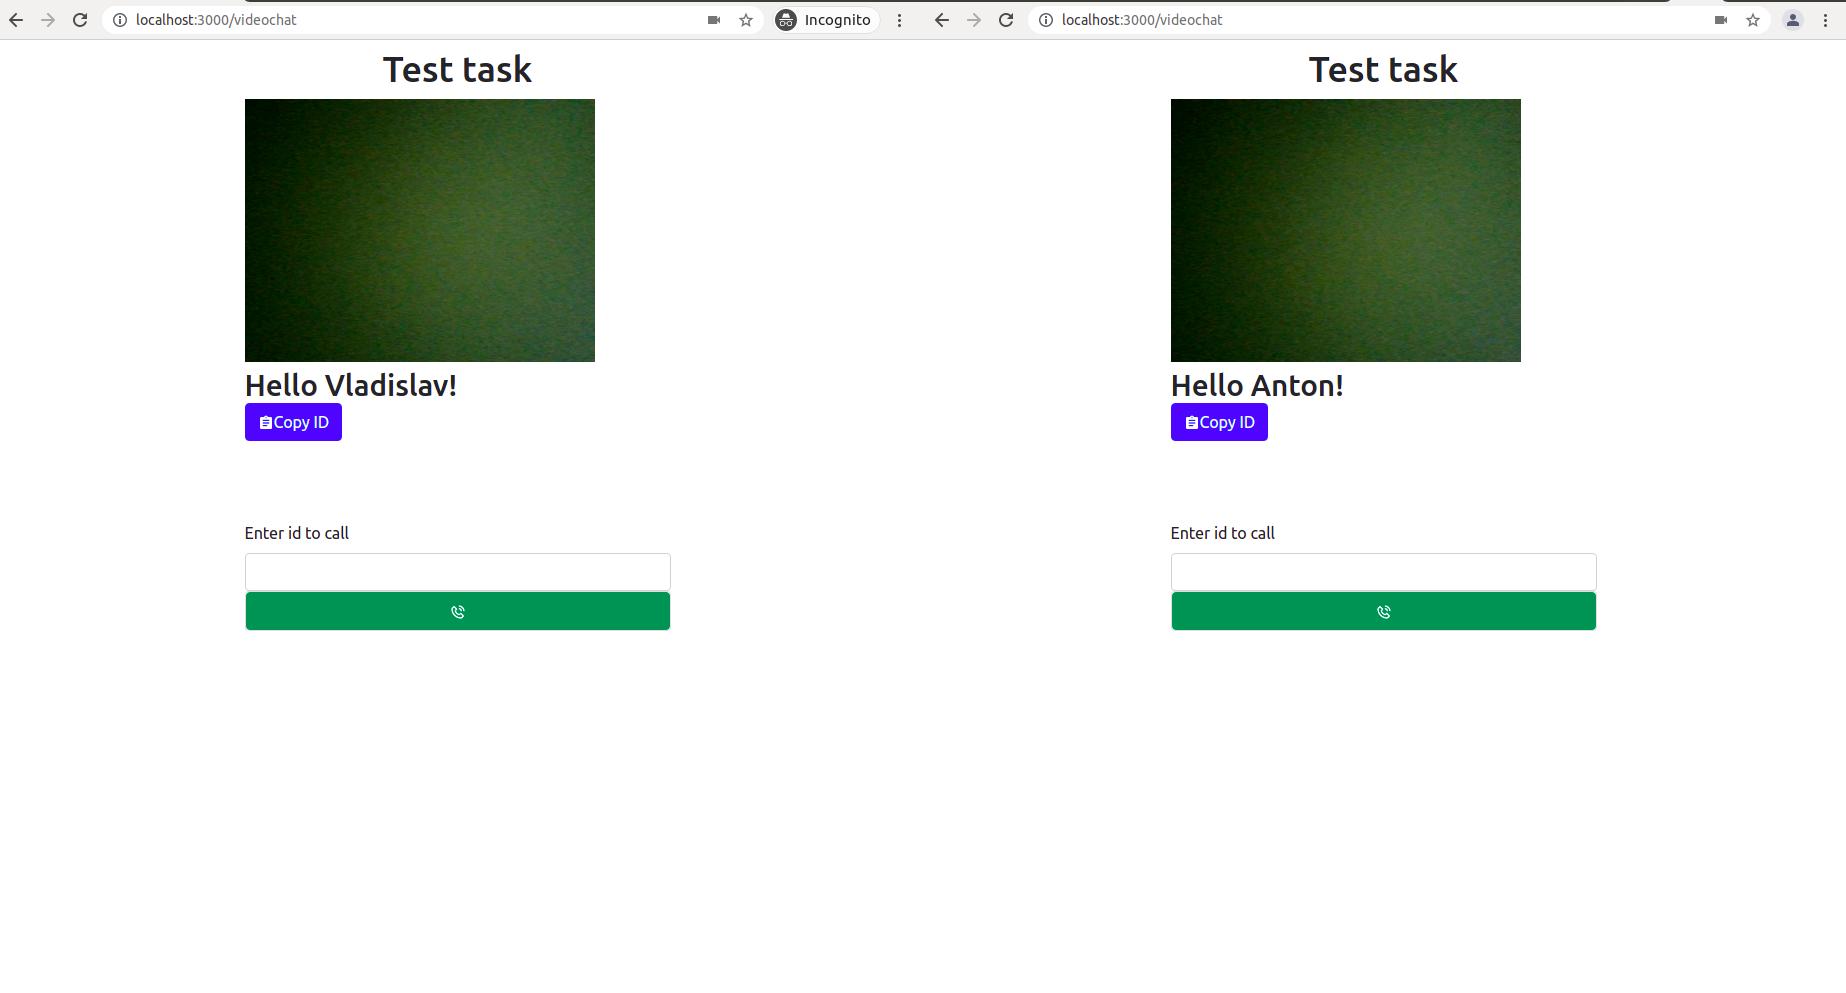 localhost:3000/videochat
Incognito
Test task
Hello Vladislav!
Copy ID
Enter id to call
localhost:3000/videochat
Test task
Hello Anton!
Copy ID
Enter id to call